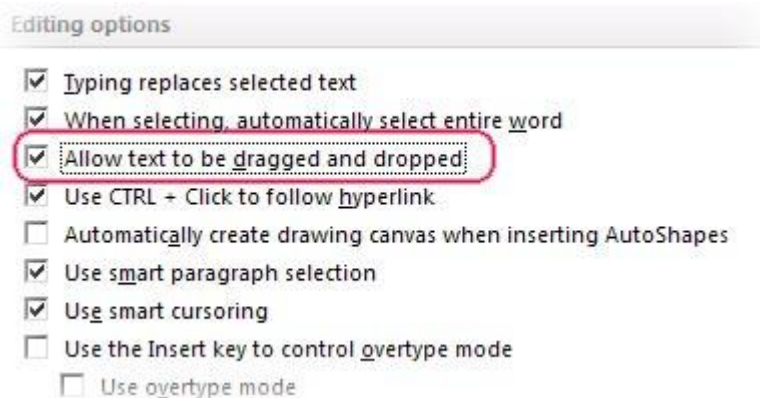 Editing options
Typing replaces selected text
When selecting, automatically select entire word
Allow text to be dragged and dropped
Use CTRL + Click to follow hyperlink
Automatically create drawing canvas when inserting AutoShapes
Use smart paragraph selection
Use smart cursoring
Use the Insert key to control overtype mode
Use overtype mode